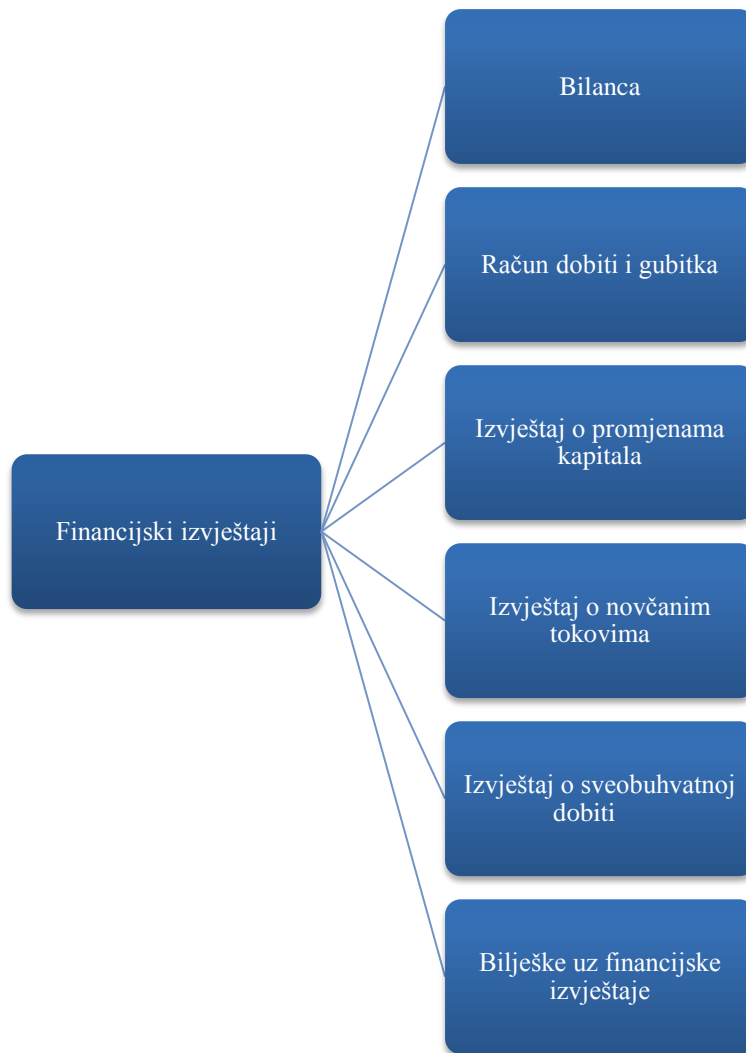 Financijski izvještaji
Bilanca
Račun dobiti i gubitka
Izvještaj o promjenama
kapitala
Izvještaj o novčanim
tokovima
Izvještaj o sveobuhvatnoj
dobiti
Bilješke uz financijske
izvještaje